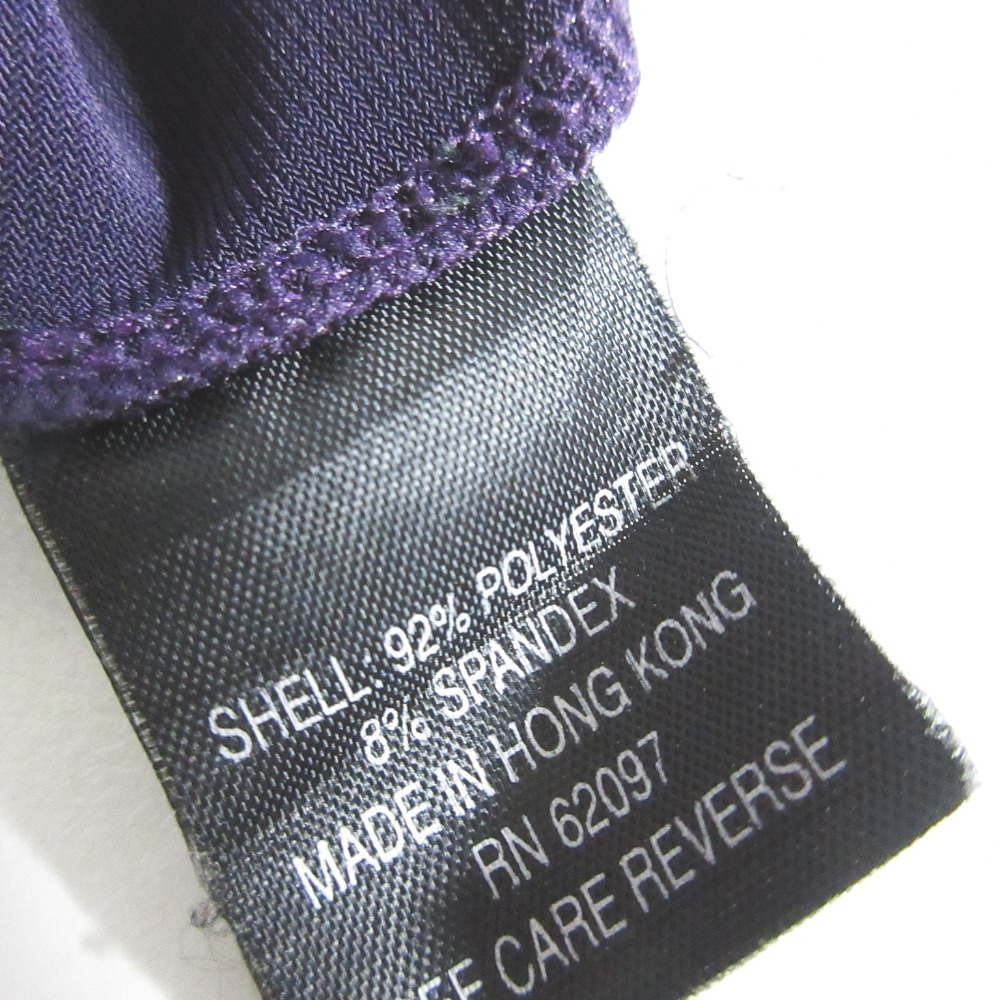 SHELL: 92% POLYESTER
8% SPANDEX
MADE IN HONG KONG
RN 62097
CARE REVERSE